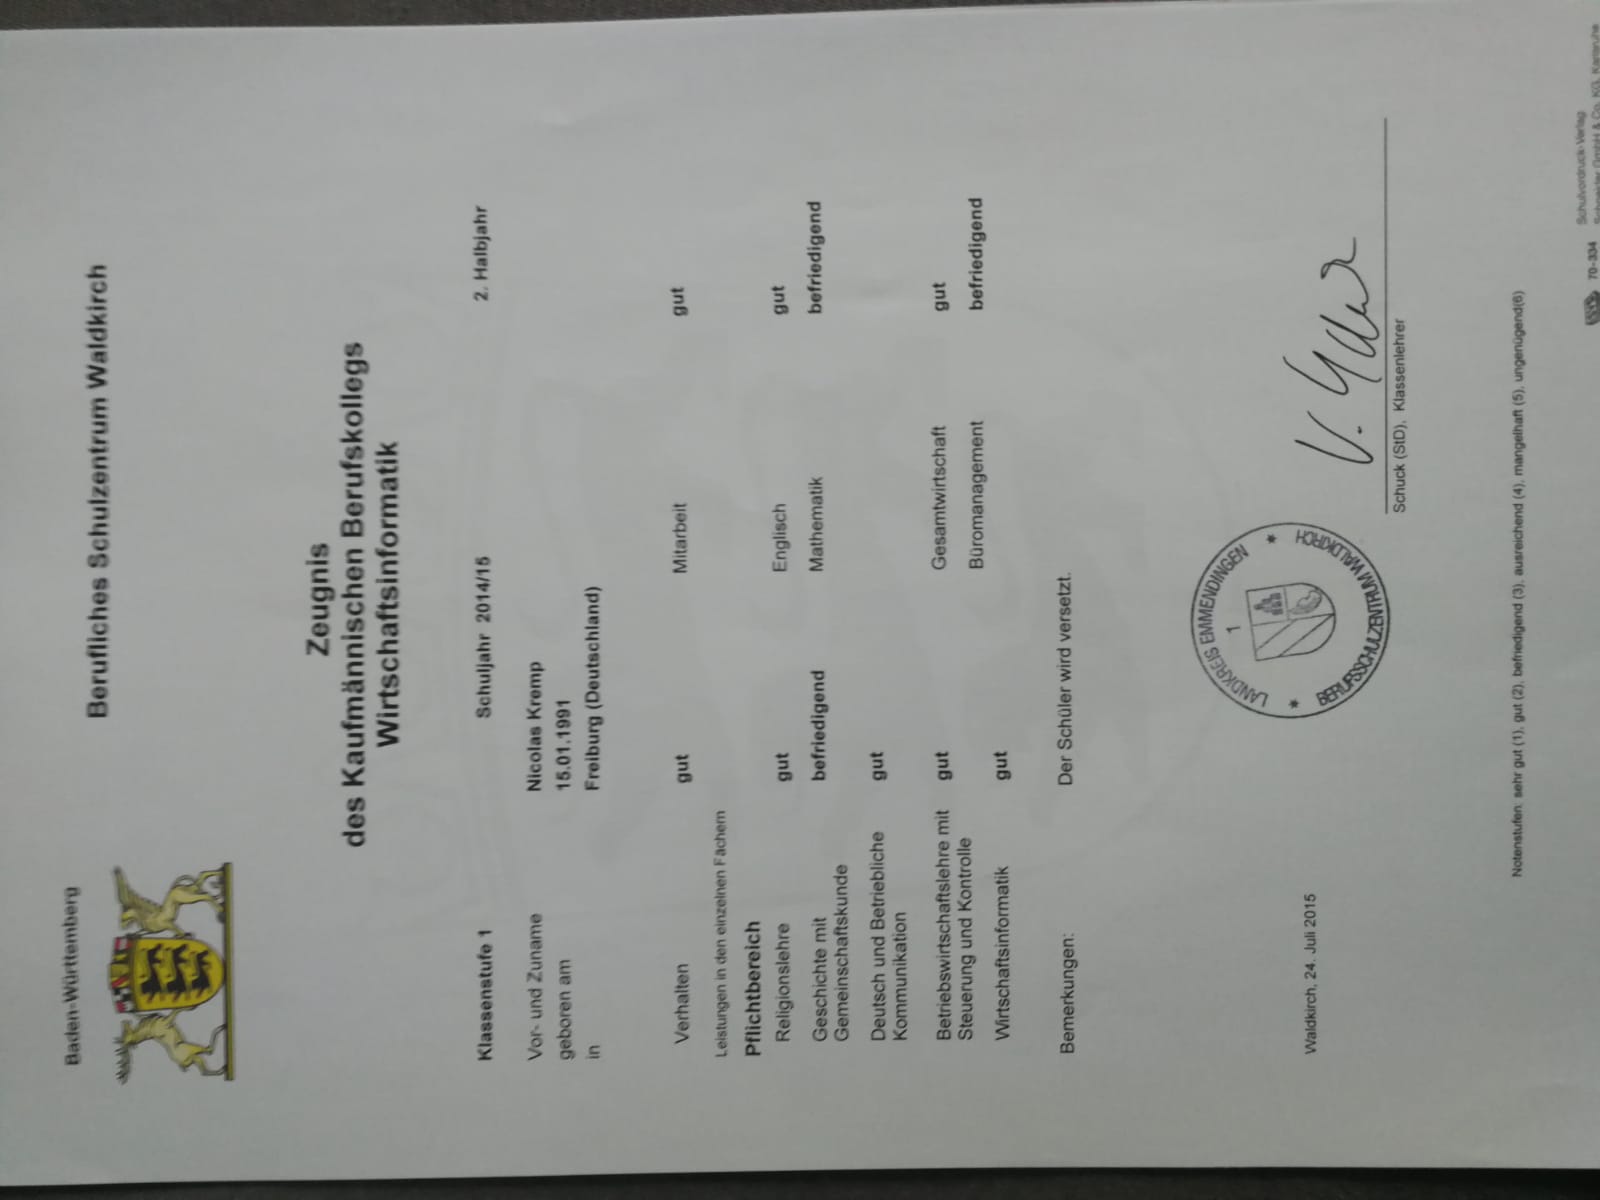 Baden-Württemberg
Berufliches Schulzentrum Waldkirch
Zeugnis
des Kaufmännischen Berufskollegs
Wirtschaftsinformatik
Klassenstufe 1 Schuljahr 2014/15 2. Halbjahr
Vor- und Zuname Nicolas Kremp
geboren am 15.01.1991
in Freiburg (Deutschland)
Verhalten gut Mitarbeit gut
Leistungen in den einzelnen Fächern
Pflichtbereich
Religionslehre gut Englisch gut
Geschichte mit befriedigend Mathematik befriedigend
Gemeinschaftskunde
Deutsch und Betriebliche gut
Kommunikation
Betriebswirtschaftslehre mit gut Gesamtwirtschaft gut
Steuerung und Kontrolle
Büromanagement befriedigend
Wirtschaftsinformatik gut
Bemerkungen: Der Schüler wird versetzt.
LANDKREIS EMMENDINGEN
1
BERUFSSCHULZENTRUM WALDKIRCH
Waldkirch, 24. Juli 2015
Schuck (StD), Klassenlehrer
Notenstufen: sehr gut (1), gut (2), befriedigend (3), ausreichend (4), mangelhaft (5), ungenügend(6)
70-334 Schulvordruck-Verlag
Schneider GmbH & Co. KG, Karlsruhe